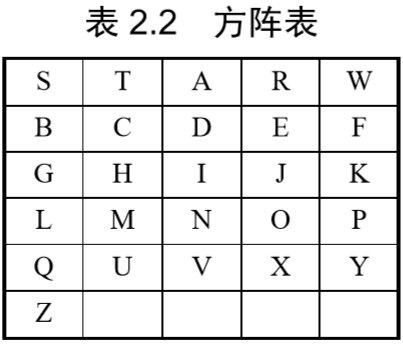 表 2.2 方阵表
S T A R W
B C D E F
G H I J K
L M N O P
Q U V X Y
Z